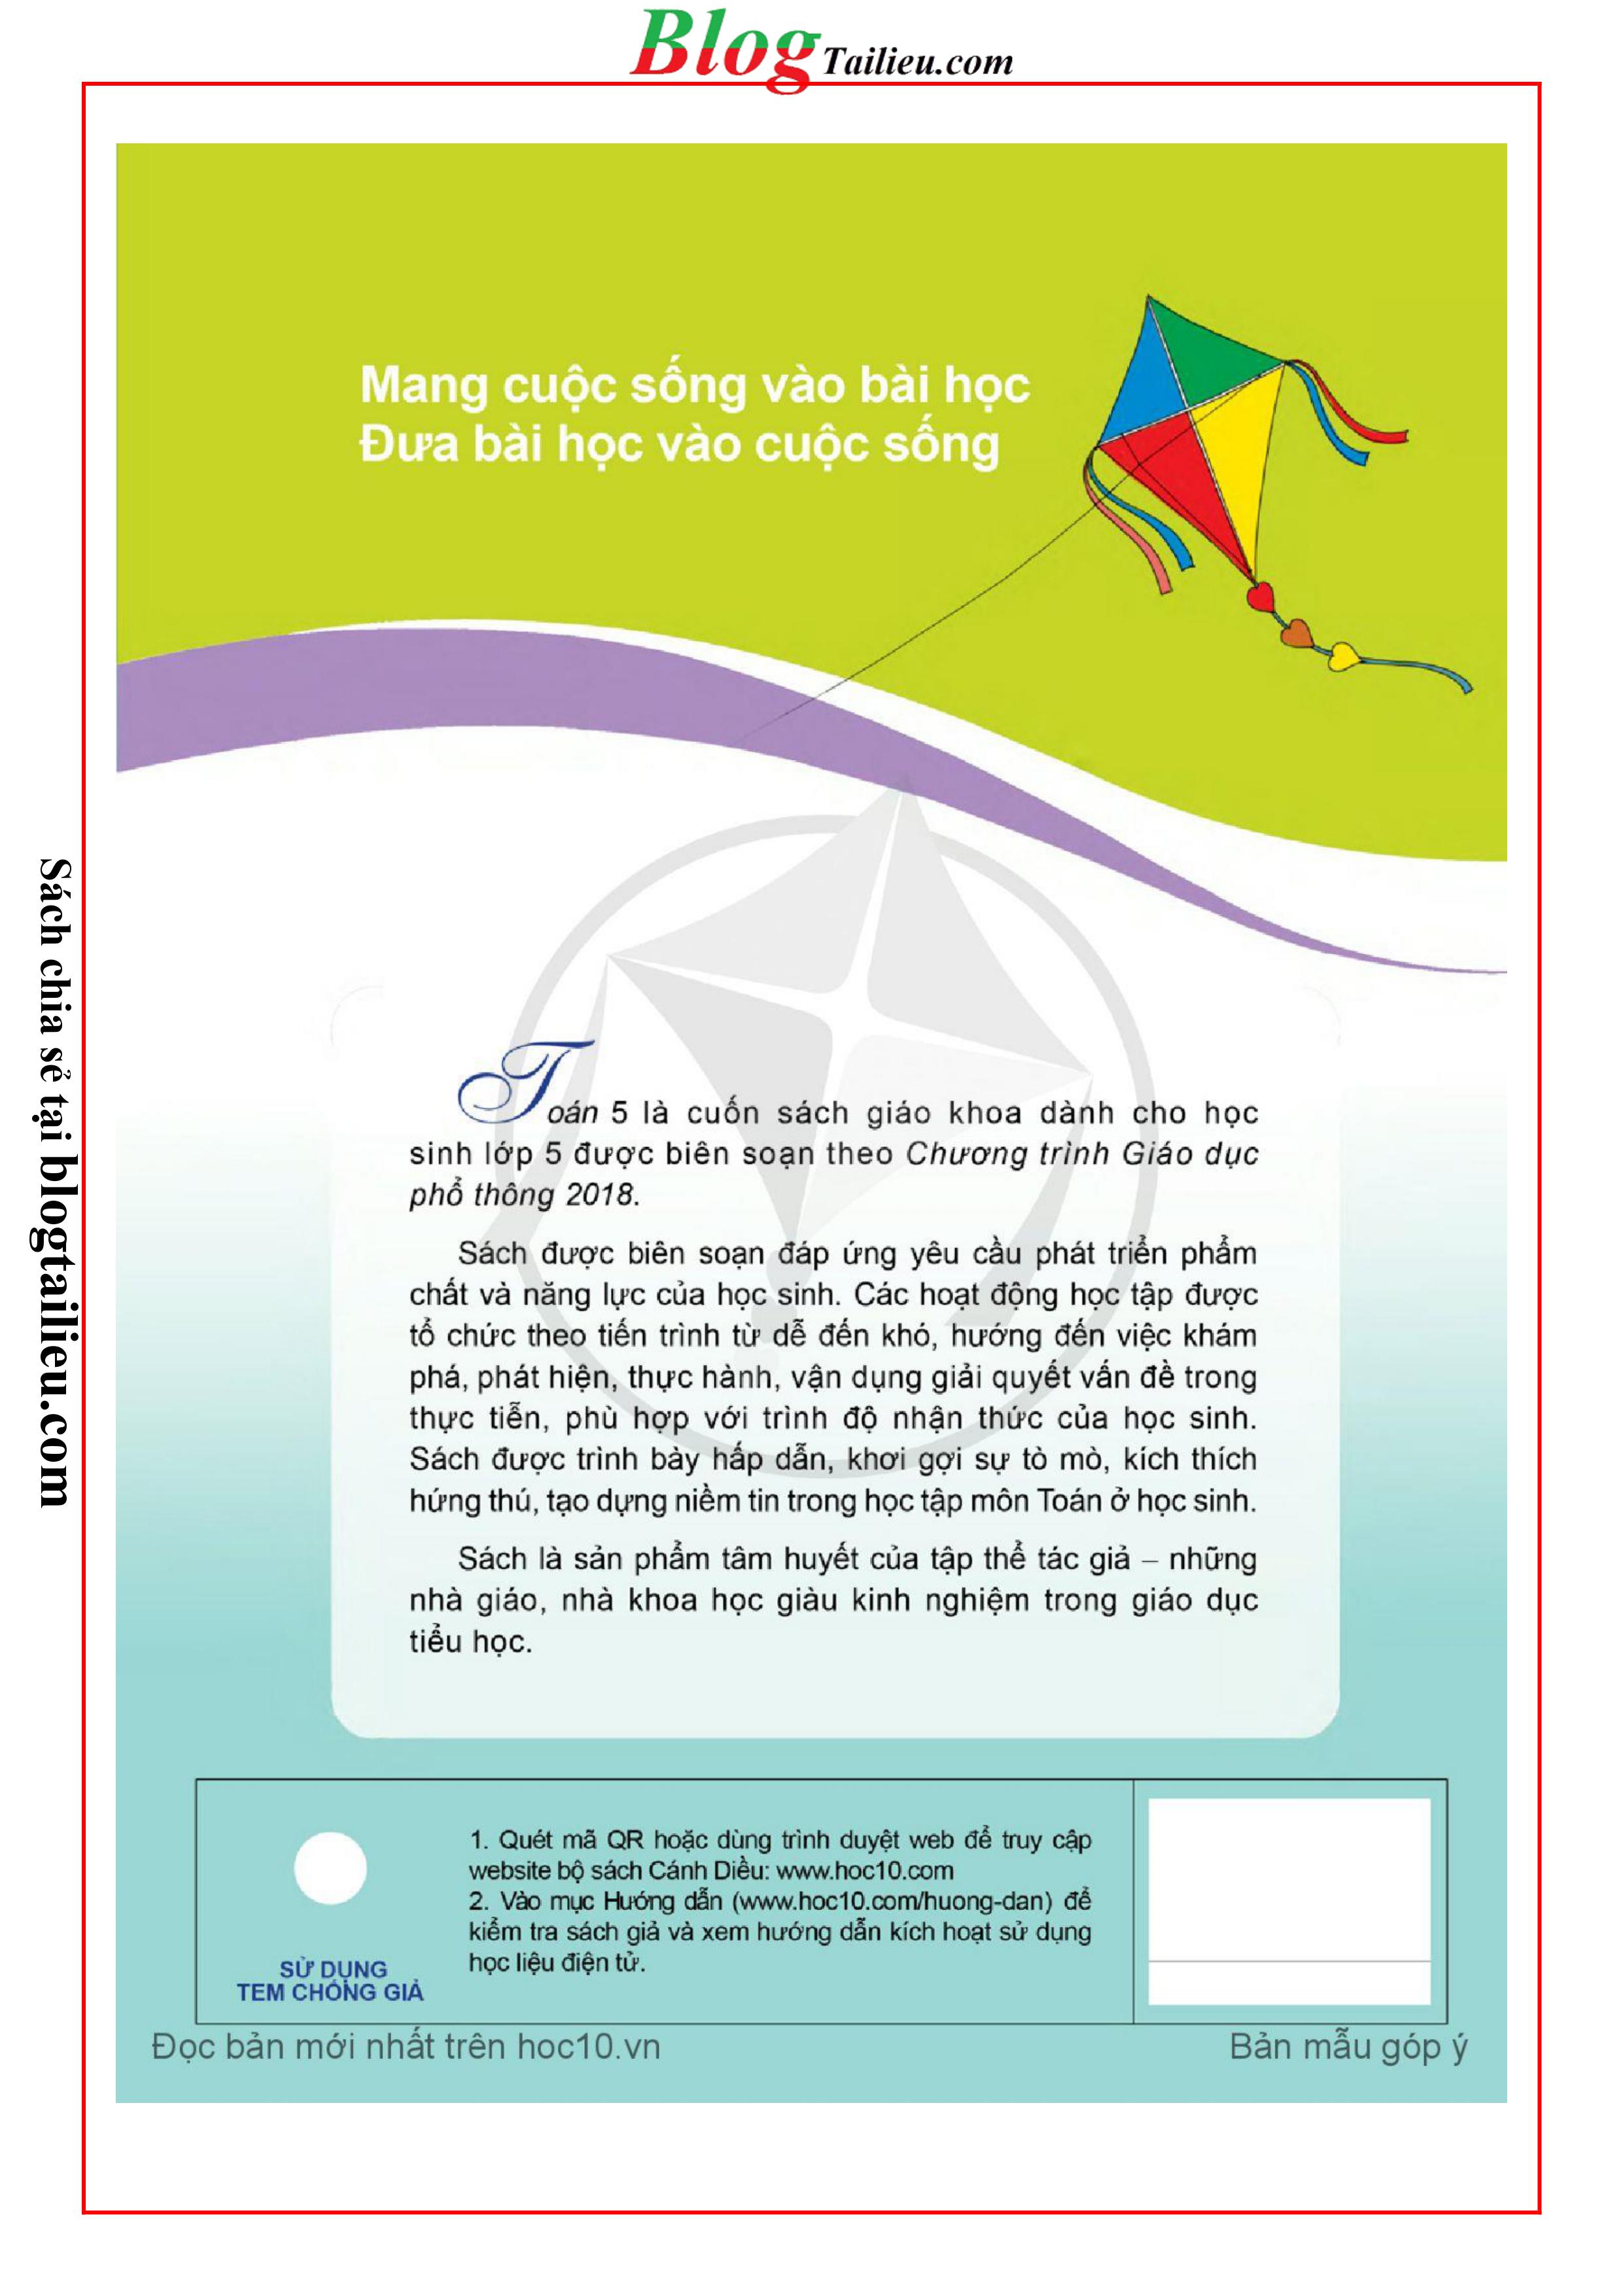 Blog Tailieu.com
Mang cuộc sống vào bài học
Đưa bài học vào cuộc sống
Toán 5 là cuốn sách giáo khoa dành cho học
sinh lớp 5 được biên soạn theo Chương trình Giáo dục
phổ thông 2018.
Sách được biên soạn đáp ứng yêu cầu phát triển phẩm
chất và năng lực của học sinh. Các hoạt động học tập được
tổ chức theo tiến trình từ dễ đến khó, hướng đến việc khám
phá, phát hiện, thực hành, vận dụng giải quyết vấn đề trong
thực tiễn, phù hợp với trình độ nhận thức của học sinh.
Sách được trình bày hấp dẫn, khơi gợi sự tò mò, kích thích
hứng thú, tạo dựng niềm tin trong học tập môn Toán ở học sinh.
Sách là sản phẩm tâm huyết của tập thể tác giả – những
nhà giáo, nhà khoa học giàu kinh nghiệm trong giáo dục
tiểu học.
SỬ DỤNG
TEM CHỐNG GIẢ
1. Quét mã QR hoặc dùng trình duyệt web để truy cập
website bộ sách Cánh Diều: www.hoc10.com
2. Vào mục Hướng dẫn (www.hoc10.com/huong-dan) để
kiểm tra sách giả và xem hướng dẫn kích hoạt sử dụng
học liệu điện tử.
Đọc bản mới nhất trên hoc10.vn
Bản mẫu góp ý
Sách chia sẻ tại blogtailieu.com